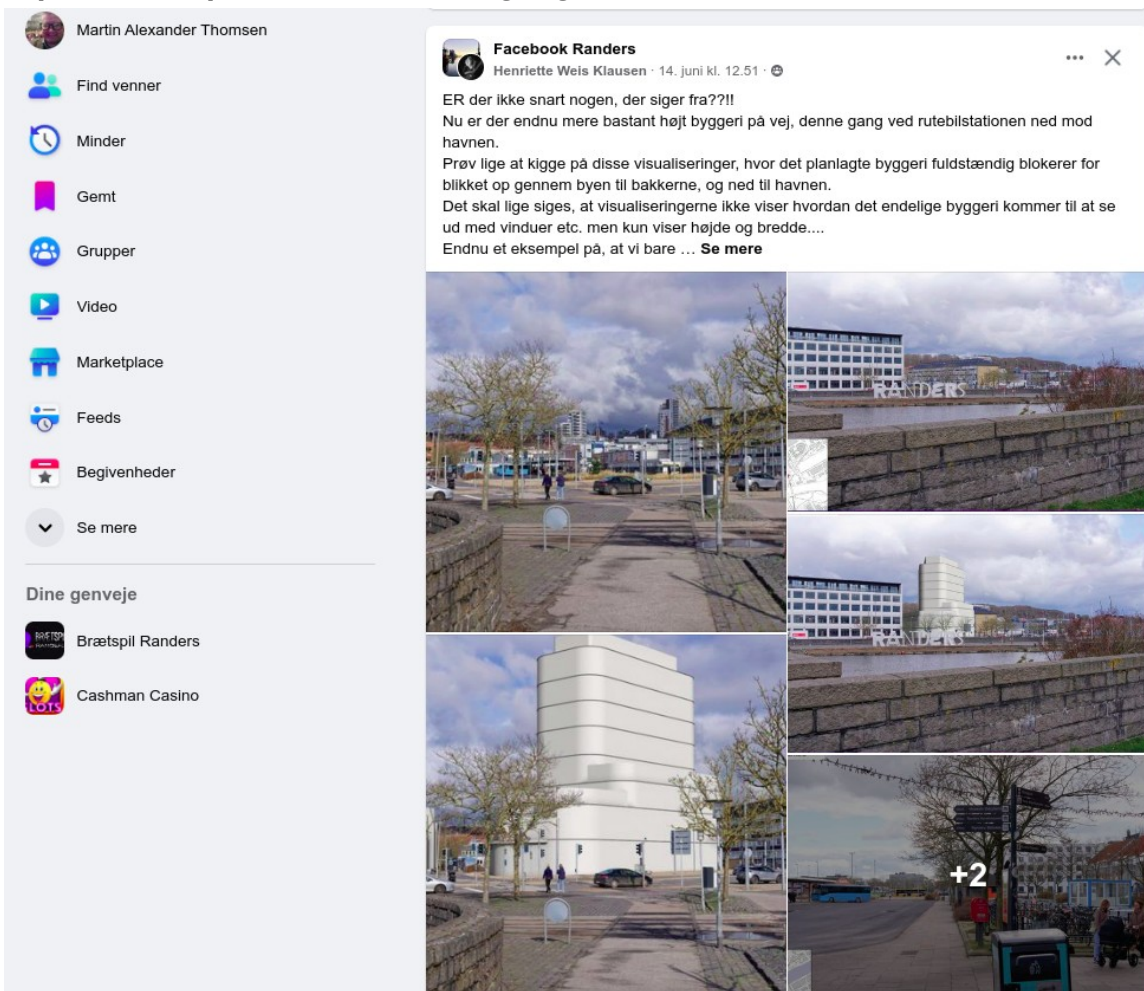 Martin Alexander Thomsen
Find venner
Minder
Gemt
Grupper
Video
Marketplace
Feeds
Begivenheder
Se mere
Dine genveje
Brætspil Randers
LOTS
Cashman Casino
Facebook Randers
Henriette Weis Klausen · 14. juni kl. 12.51 ·
ER der ikke snart nogen, der siger fra??!!
Nu er der endnu mere bastant højt byggeri på vej, denne gang ved rutebilstationen ned mod
havnen.
Prøv lige at kigge på disse visualiseringer, hvor det planlagte byggeri fuldstændig blokerer for
blikket op gennem byen til bakkerne, og ned til havnen.
Det skal lige siges, at visualiseringerne ikke viser hvordan det endelige byggeri kommer til at se
ud med vinduer etc. men kun viser højde og bredde....
Endnu et eksempel på, at vi bare … Se mere
RANDERS
RANDERS
+2